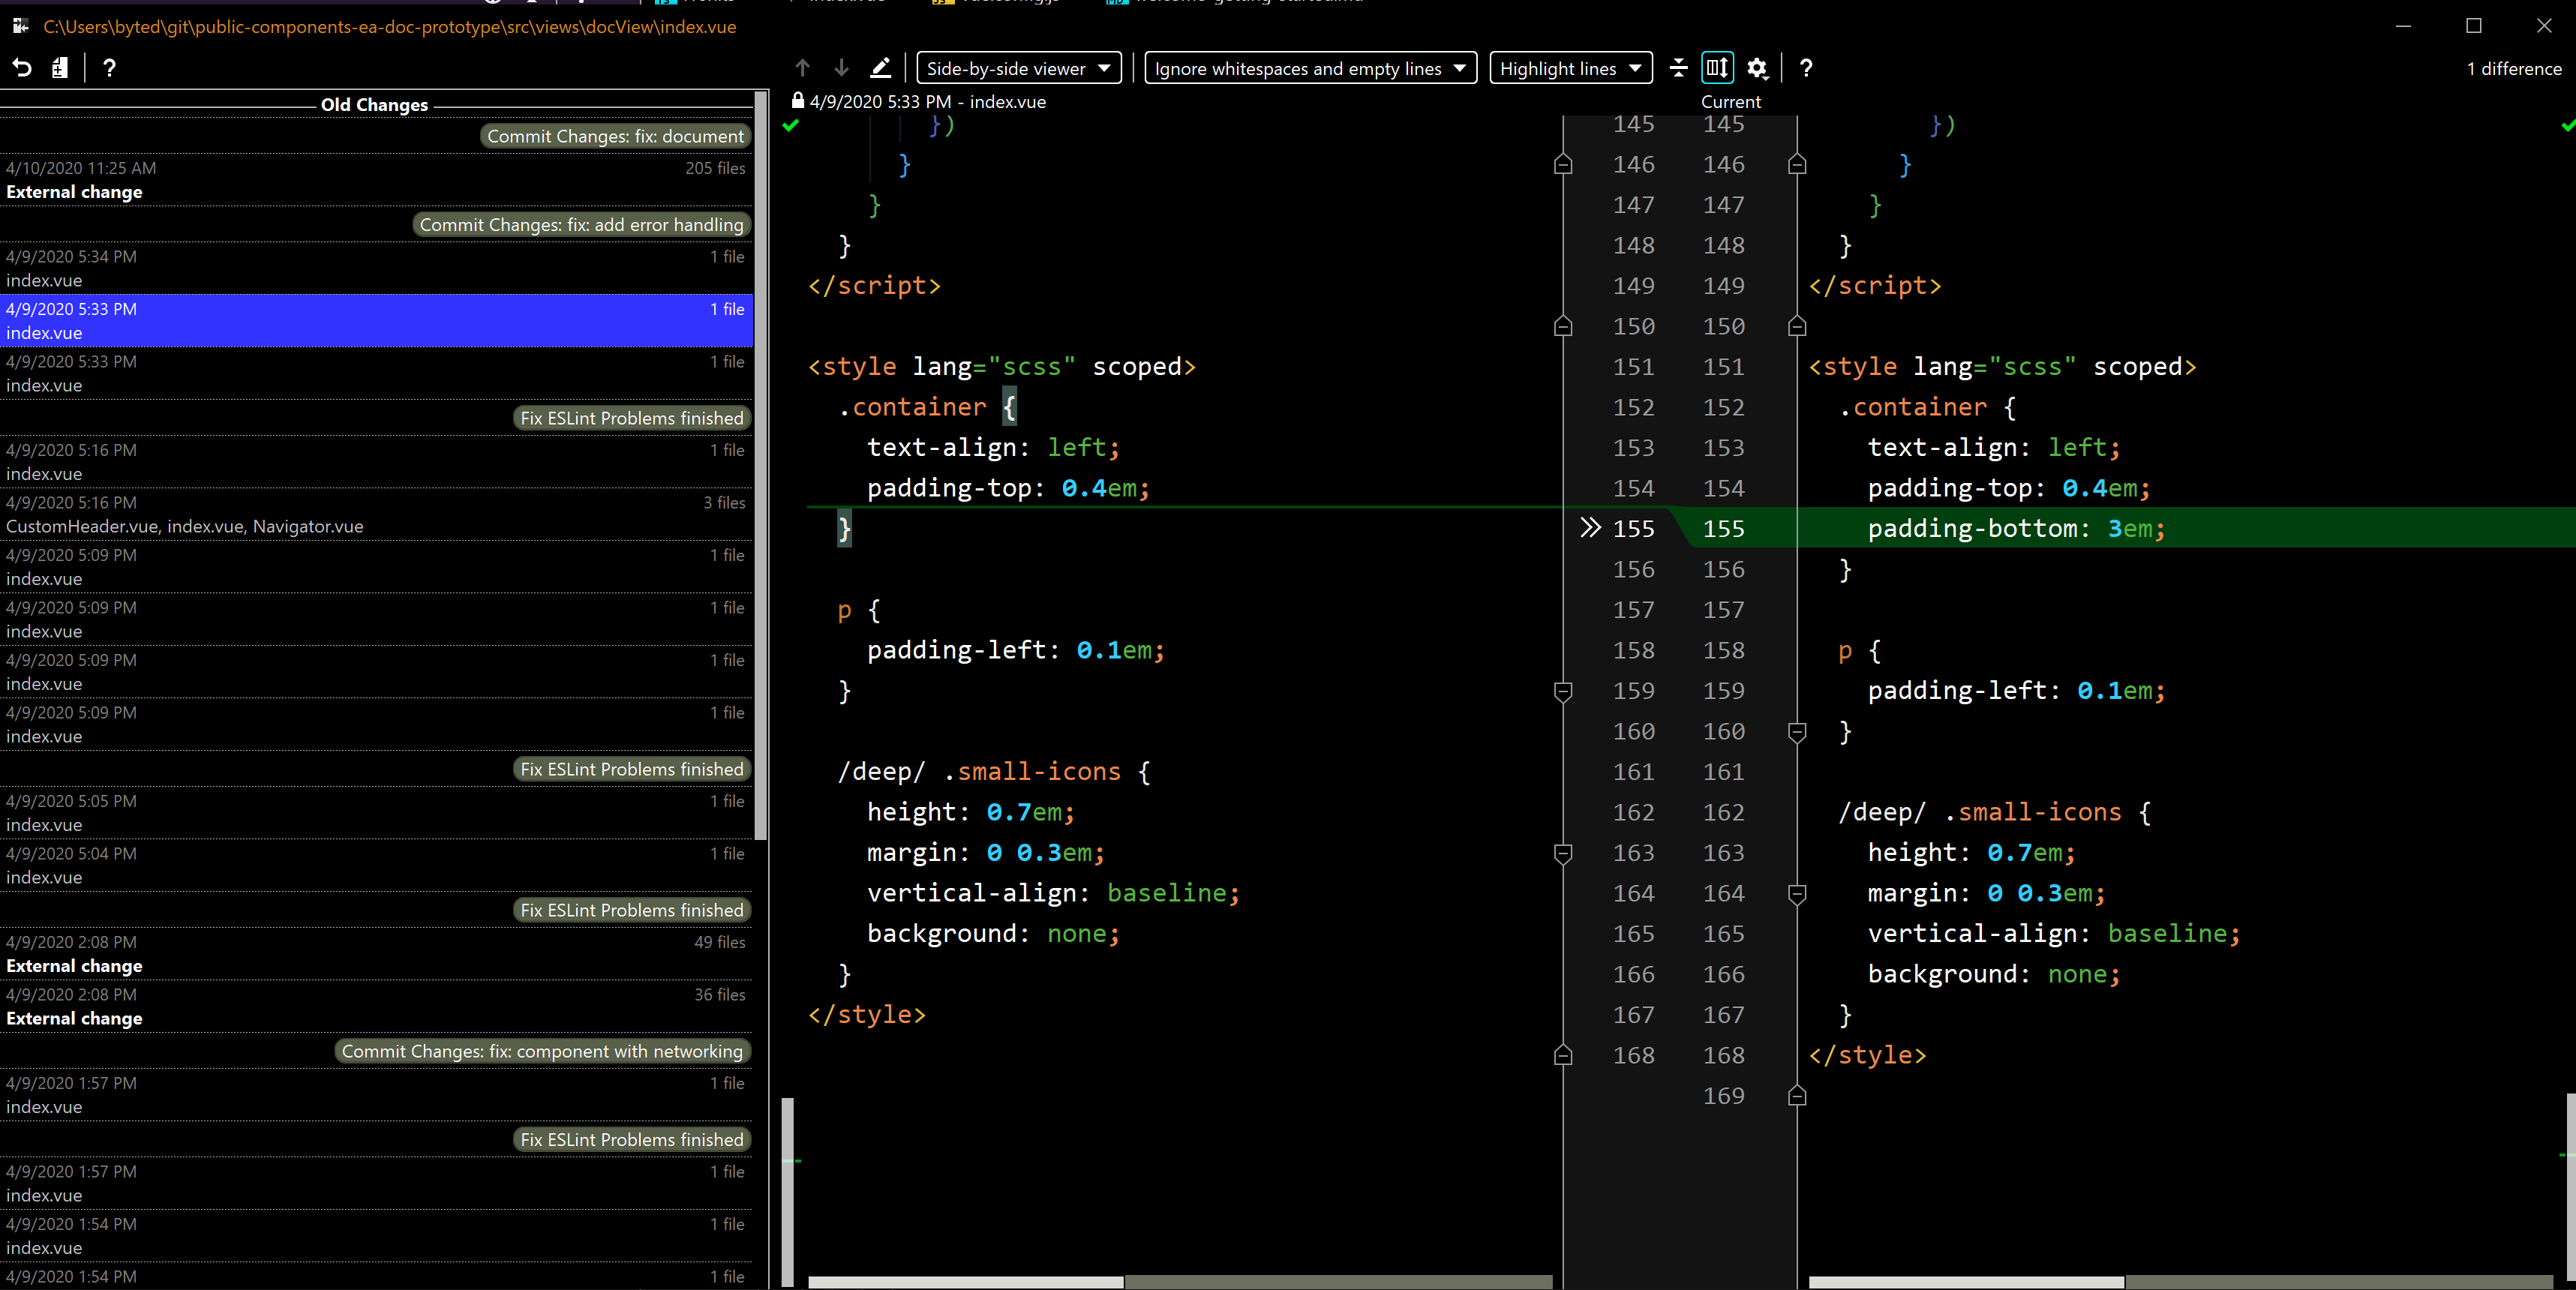 C:\Users\byted\git\public-components-ea-doc-prototype\src\views\docView\index.vue
? Side-by-side viewer Ignore whitespaces and empty lines Highlight lines ? 1 difference
Old Changes
Commit Changes: fix: document
4/10/2020 11:25 AM 205 files
External change
Commit Changes: fix: add error handling
4/9/2020 5:34 PM 1 file
index.vue
4/9/2020 5:33 PM 1 file
index.vue
4/9/2020 5:33 PM 1 file
index.vue
Fix ESLint Problems finished
4/9/2020 5:16 PM 1 file
index.vue
4/9/2020 5:16 PM 3 files
CustomHeader.vue, index.vue, Navigator.vue
4/9/2020 5:09 PM 1 file
index.vue
4/9/2020 5:09 PM 1 file
index.vue
4/9/2020 5:09 PM 1 file
index.vue
4/9/2020 5:09 PM 1 file
index.vue
Fix ESLint Problems finished
4/9/2020 5:05 PM 1 file
index.vue
4/9/2020 5:04 PM 1 file
index.vue
Fix ESLint Problems finished
4/9/2020 2:08 PM 49 files
External change
4/9/2020 2:08 PM 36 files
External change
Commit Changes: fix: component with networking
4/9/2020 1:57 PM 1 file
index.vue
Fix ESLint Problems finished
4/9/2020 1:57 PM 1 file
index.vue
4/9/2020 1:54 PM 1 file
index.vue
4/9/2020 1:54 PM 1 file
4/9/2020 5:33 PM - index.vue Current
}) 145 145 })
} 146 146 }
} 147 147 }
} 148 148 }
</script> 149 149 </script>
150 150
<style lang="scss" scoped> 151 151 <style lang="scss" scoped>
.container { 152 152 .container {
text-align: left; 153 153 text-align: left;
padding-top: 0.4em; 154 154 padding-top: 0.4em;
} 155 155 padding-bottom: 3em;
156 156 }
p { 157 157
padding-left: 0.1em; 158 158 p {
} 159 159 padding-left: 0.1em;
160 160 }
/deep/ .small-icons { 161 161
height: 0.7em; 162 162 /deep/ .small-icons {
margin: 0 0.3em; 163 163 height: 0.7em;
vertical-align: baseline; 164 164 margin: 0 0.3em;
background: none; 165 165 vertical-align: baseline;
} 166 166 background: none;
</style> 167 167 }
168 168 </style>
169